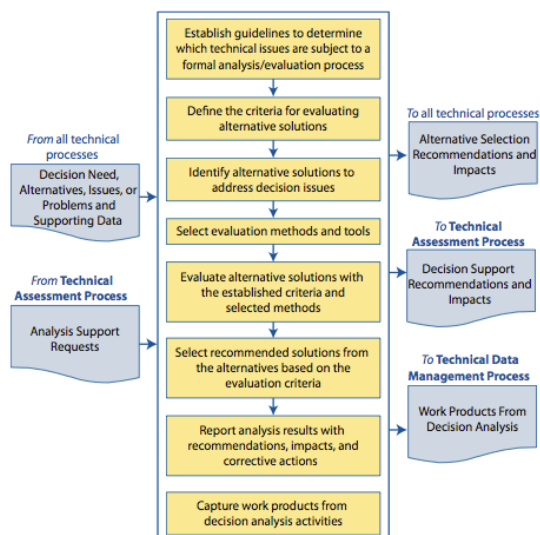 Establish guidelines to determine
which technical issues are subject to a
formal analysis/evaluation process
Define the criteria for evaluating
alternative solutions
Identify alternative solutions to
address decision issues
Select evaluation methods and tools
Evaluate alternative solutions with
the established criteria and
selected methods
Select recommended solutions from
the alternatives based on the
evaluation criteria
Report analysis results with
recommendations, impacts, and
corrective actions
Capture work products from
decision analysis activities
From all technical
processes
Decision Need,
Alternatives, Issues, or
Problems and
Supporting Data
From Technical
Assessment Process
Analysis Support
Requests
To all technical processes
Alternative Selection
Recommendations and
Impacts
To Technical
Assessment Process
Decision Support
Recommendations and
Impacts
To Technical Data
Management Process
Work Products From
Decision Analysis